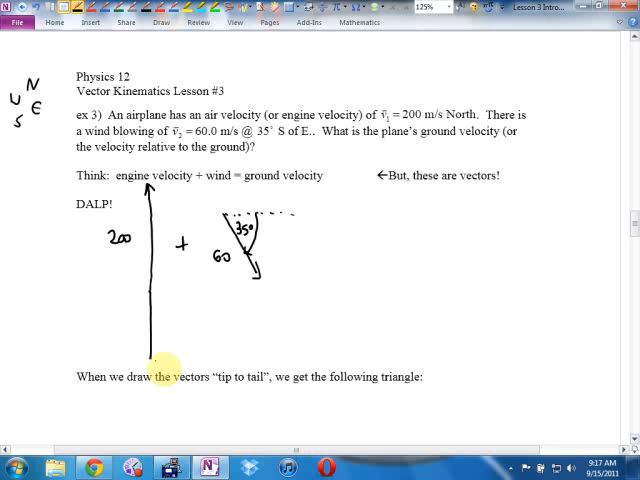 125%
Lesson 3 Intro...
File Home Insert Share Draw Review View Add-Ins Mathematics
Physics 12
Vector Kinematics Lesson #3
N
W E
S
ex 3) An airplane has an air velocity (or engine velocity) of v̄₁ = 200 m/s North. There is
a wind blowing of v̄₂ = 60.0 m/s @ 35° S of E.. What is the plane's ground velocity (or
the velocity relative to the ground)?
Think: engine velocity + wind = ground velocity ←But, these are vectors!
DALP!
200 + 35°
60
When we draw the vectors “tip to tail”, we get the following triangle:
9:17 AM
9/15/2011